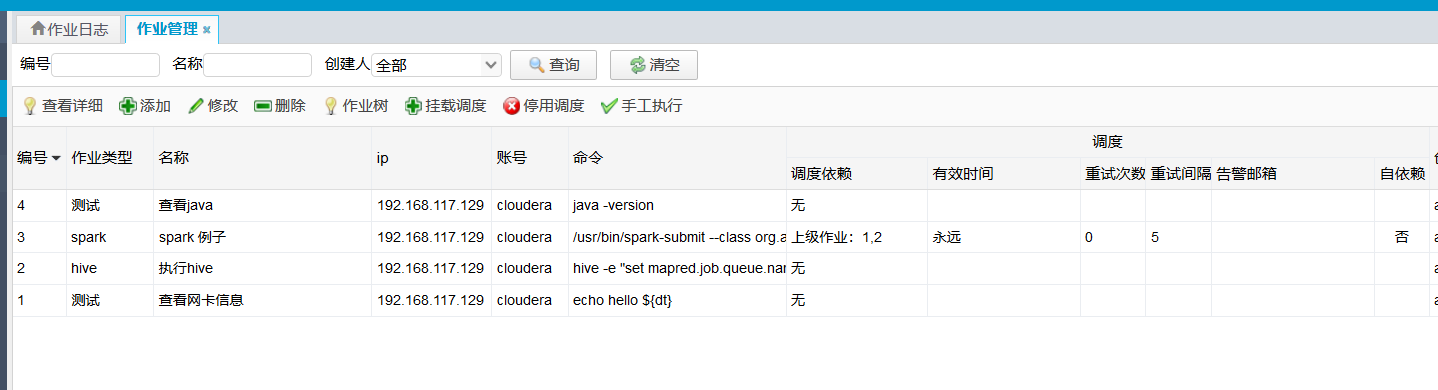 作业日志 作业管理
编号 名称 创建人 全部 查询 清空
查看详细 添加 修改 删除 作业树 挂载调度 停用调度 手工执行
调度
编号 作业类型 名称 ip 账号 命令
调度依赖 有效时间 重试次数 重试间隔 告警邮箱 自依赖
4 测试 查看java 192.168.117.129 cloudera java -version 无
3 spark spark 例子 192.168.117.129 cloudera /usr/bin/spark-submit --class org.a 上级作业：1,2 永远 0 5 否
2 hive 执行hive 192.168.117.129 cloudera hive -e "set mapred.job.queue.nar 无
1 测试 查看网卡信息 192.168.117.129 cloudera echo hello ${dt} 无